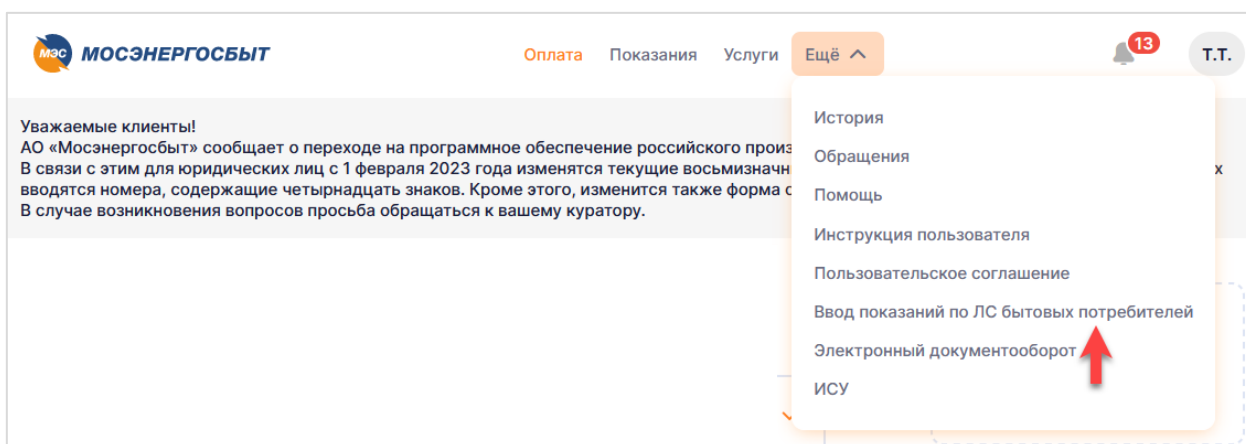 МЭС МОСЭНЕРГОСБЫТ
Оплата Показания Услуги Ещё
13
Т.Т.
Уважаемые клиенты!
АО «Мосэнергосбыт» сообщает о переходе на программное обеспечение российского
В связи с этим для юридических лиц с 1 февраля 2023 года изменятся текущие
вводятся номера, содержащие четырнадцать знаков. Кроме этого, изменится также форма
В случае возникновения вопросов просьба обращаться к вашему куратору.
История
Обращения
Помощь
Инструкция пользователя
Пользовательское соглашение
Ввод показаний по ЛС бытовых потребителей
Электронный документооборот
ИСУ